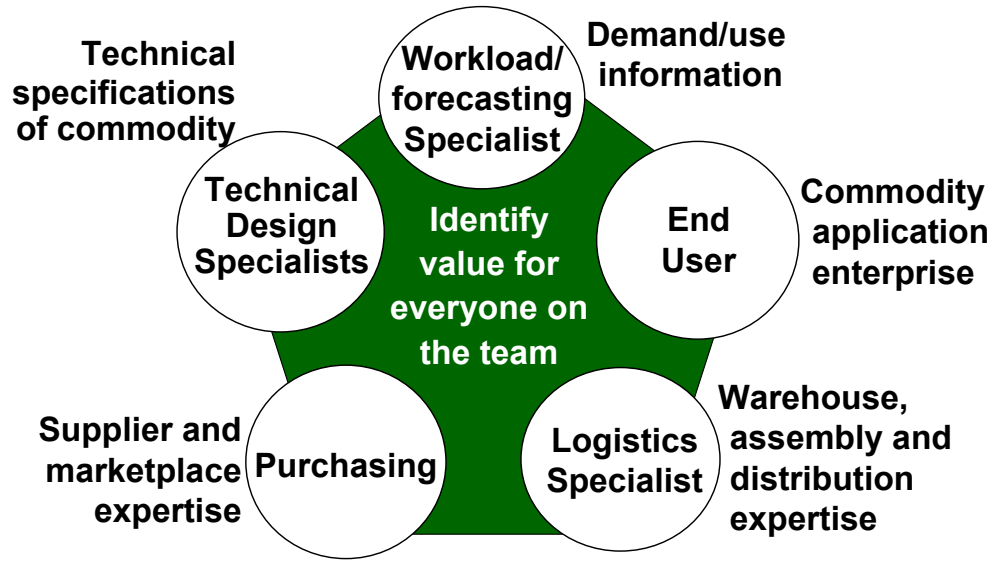 Technical
specifications
of commodity
Workload/
forecasting
Specialist
Demand/use
information
Technical
Design
Specialists
Identify
value for
everyone on
the team
End
User
Commodity
application
enterprise
Supplier and
marketplace
expertise
Purchasing
Logistics
Specialist
Warehouse,
assembly and
distribution
expertise